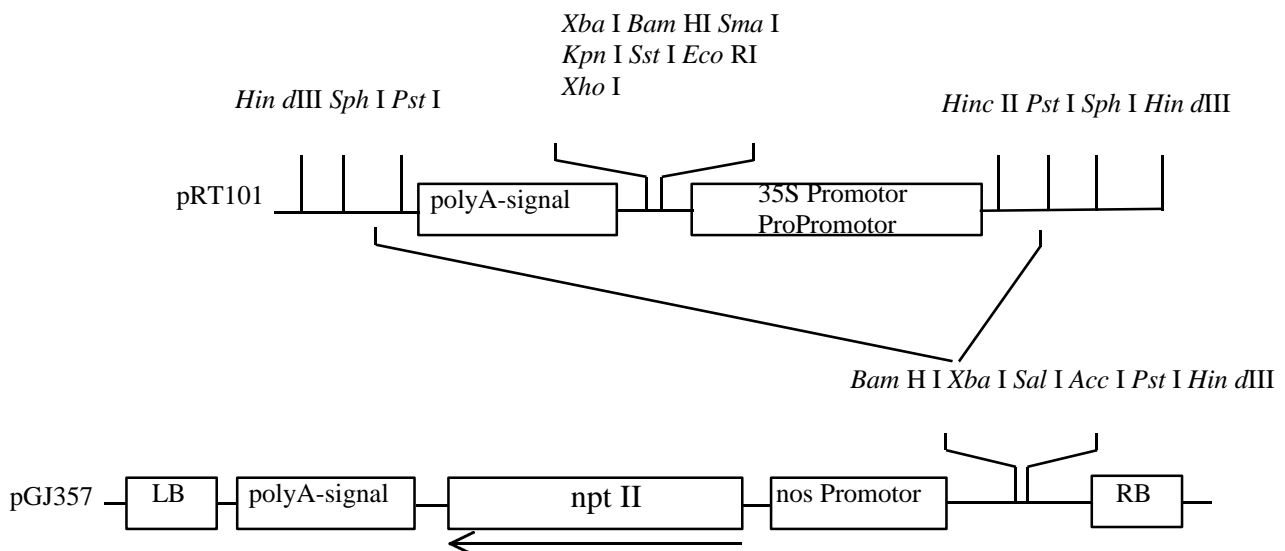 Xba I Bam HI Sma I
Kpn I Sst I Eco RI
Xho I
Hin dIII Sph I Pst I
Hinc II Pst I Sph I Hin dIII
pRT101
polyA-signal
35S Promotor
ProPromotor
Bam H I Xba I Sal I Acc I Pst I Hin dIII
pGJ357
LB
polyA-signal
npt II
nos Promotor
RB